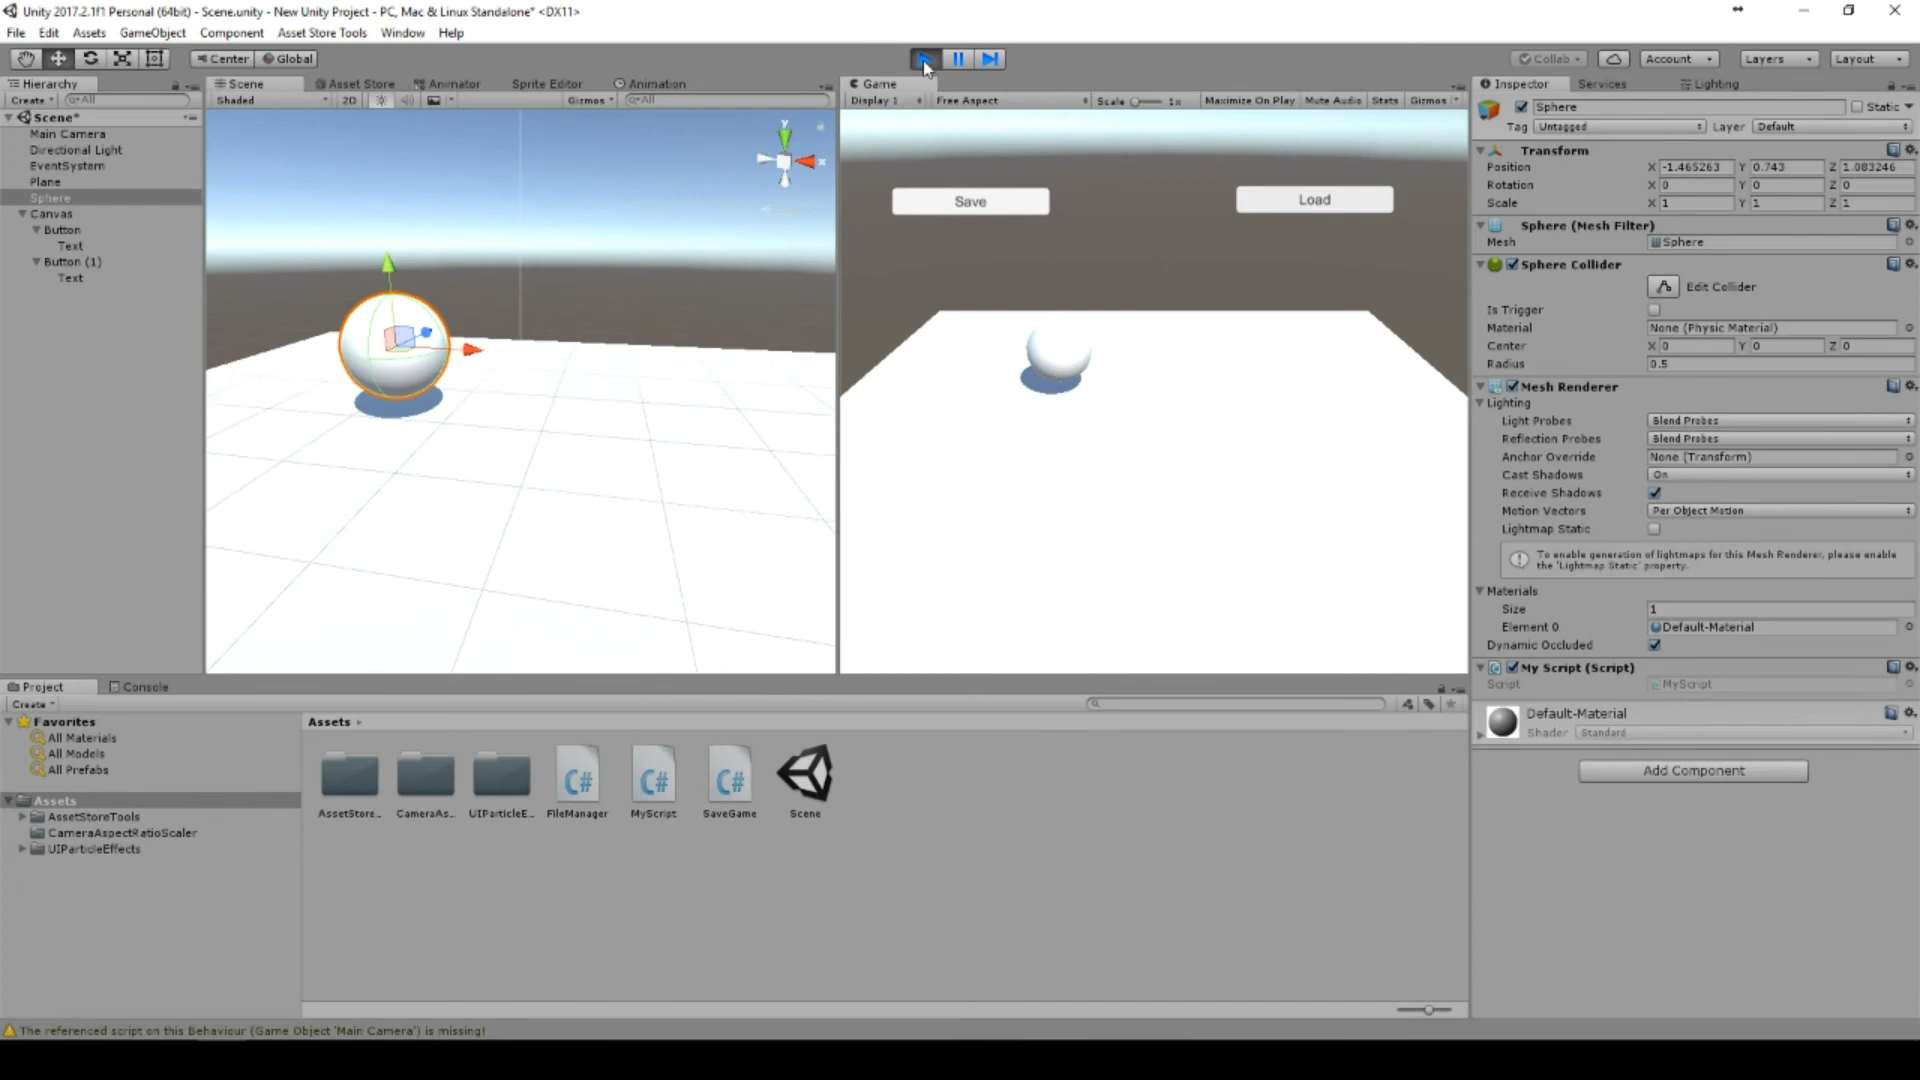 Unity 2017.2.1f1 Personal (64bit) - Scene.unity - New Unity Project - PC, Mac & Linux Standalone* <DX11>
File Edit Assets GameObject Component Asset Store Tools Window Help
Center Global Collab Account Layers Layout
Hierarchy
Create All
Scene*
Main Camera
Directional Light
EventSystem
Plane
Sphere
Canvas
Button
Text
Button (1)
Text
Scene Asset Store Animator Sprite Editor Animation
Shaded 2D Gizmos All
y
x
Game
Display 1 Free Aspect Scale 1x Maximize On Play Mute Audio Stats Gizmos
Save Load
Inspector Services Lighting
Sphere Static
Tag Untagged Layer Default
Transform
Position X -1.465263 Y 0.743 Z 1.083246
Rotation X 0 Y 0 Z 0
Scale X 1 Y 1 Z 1
Sphere (Mesh Filter)
Mesh Sphere
Sphere Collider
Edit Collider
Is Trigger
Material None (Physic Material)
Center X 0 Y 0 Z 0
Radius 0.5
Mesh Renderer
Lighting
Light Probes Blend Probes
Reflection Probes Blend Probes
Anchor Override None (Transform)
Cast Shadows On
Receive Shadows
Motion Vectors Per Object Motion
Lightmap Static
To enable generation of lightmaps for this Mesh Renderer, please enable
the 'Lightmap Static' property.
Materials
Size 1
Element 0 Default-Material
Dynamic Occluded
My Script (Script)
Script MyScript
Default-Material
Shader Standard
Add Component
Project Console
Create
Favorites
All Materials
All Models
All Prefabs
Assets
AssetStoreTools
CameraAspectRatioScaler
UIParticleEffects
Assets
C# C# C#
AssetStore... CameraAs... UIParticleE... FileManager MyScript SaveGame Scene
The referenced script on this Behaviour (Game Object 'Main Camera') is missing!